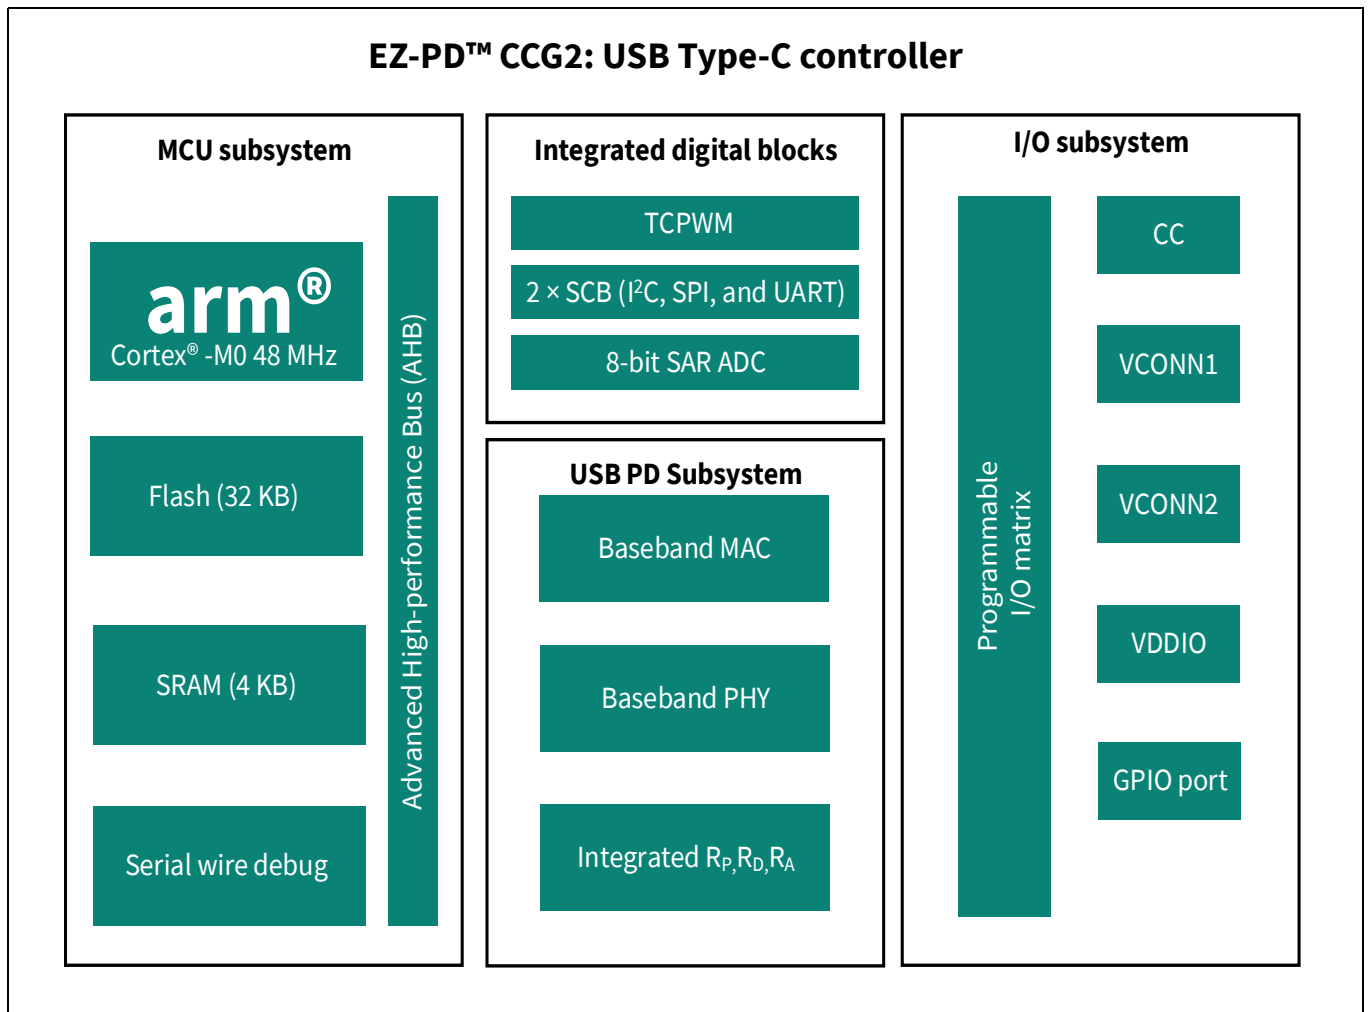 EZ-PD™ CCG2: USB Type-C controller
MCU subsystem
arm®
Cortex® -M0 48 MHz
Flash (32 KB)
SRAM (4 KB)
Serial wire debug
Advanced High-performance Bus (AHB)
Integrated digital blocks
TCPWM
2 × SCB (I²C, SPI, and UART)
8-bit SAR ADC
USB PD Subsystem
Baseband MAC
Baseband PHY
Integrated RP,RD,RA
I/O subsystem
Programmable
I/O matrix
CC
VCONN1
VCONN2
VDDIO
GPIO port